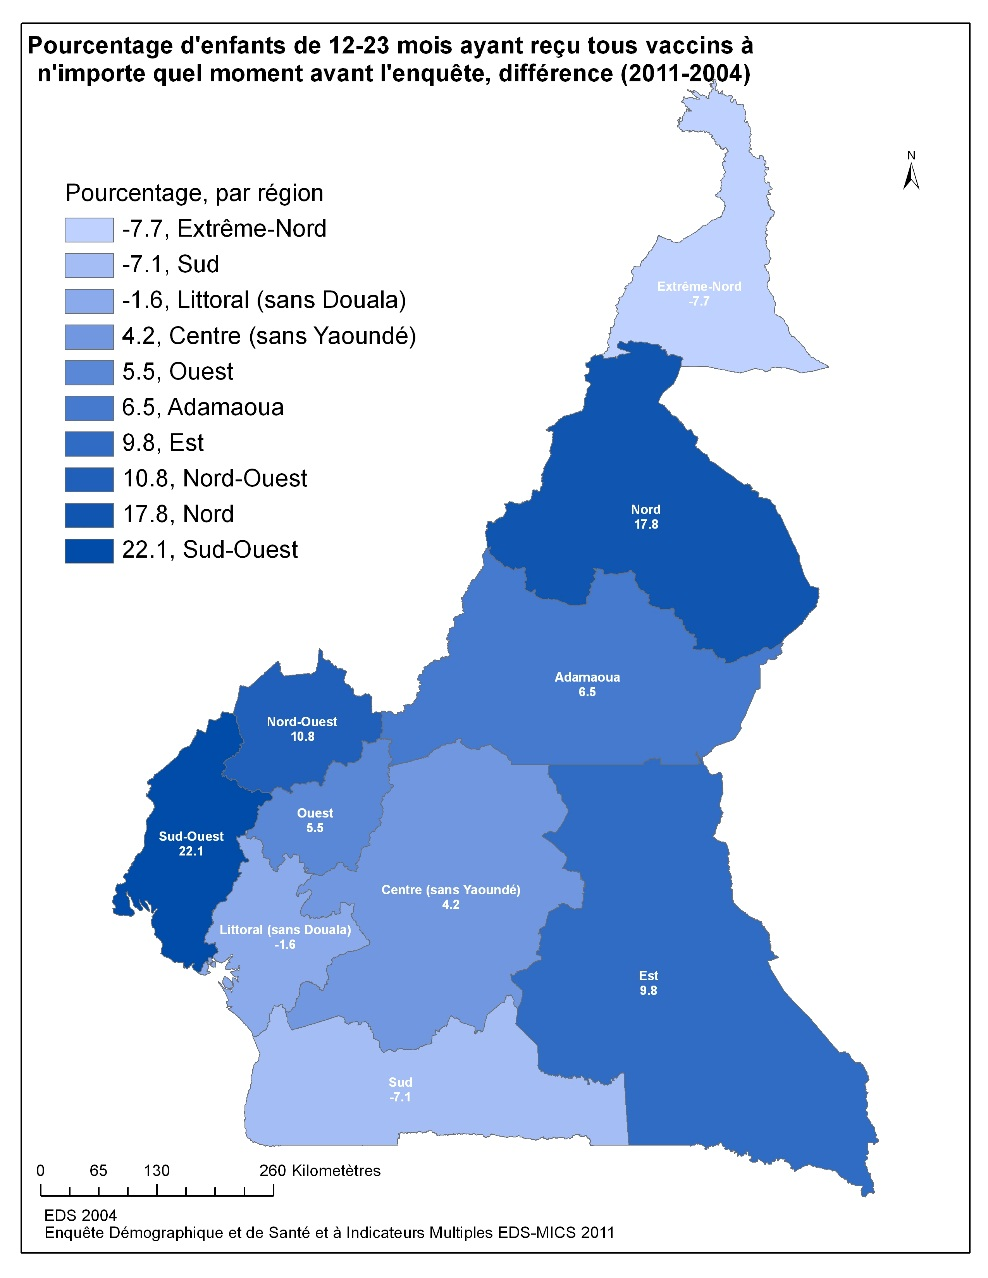 Pourcentage d'enfants de 12-23 mois ayant reçu tous vaccins à
n'importe quel moment avant l'enquête, différence (2011-2004)
N
Pourcentage, par région
-7.7, Extrême-Nord
-7.1, Sud
-1.6, Littoral (sans Douala)
4.2, Centre (sans Yaoundé)
5.5, Ouest
6.5, Adamaoua
9.8, Est
10.8, Nord-Ouest
17.8, Nord
22.1, Sud-Ouest
Extrême-Nord
-7.7
Nord
17.8
Adamaoua
6.5
Nord-Ouest
10.8
Ouest
5.5
Sud-Ouest
22.1
Centre (sans Yaoundé)
4.2
Littoral (sans Douala)
-1.6
Est
9.8
Sud
-7.1
0 65 130 260 Kilometètres
EDS 2004
Enquête Démographique et de Santé et à Indicateurs Multiples EDS-MICS 2011